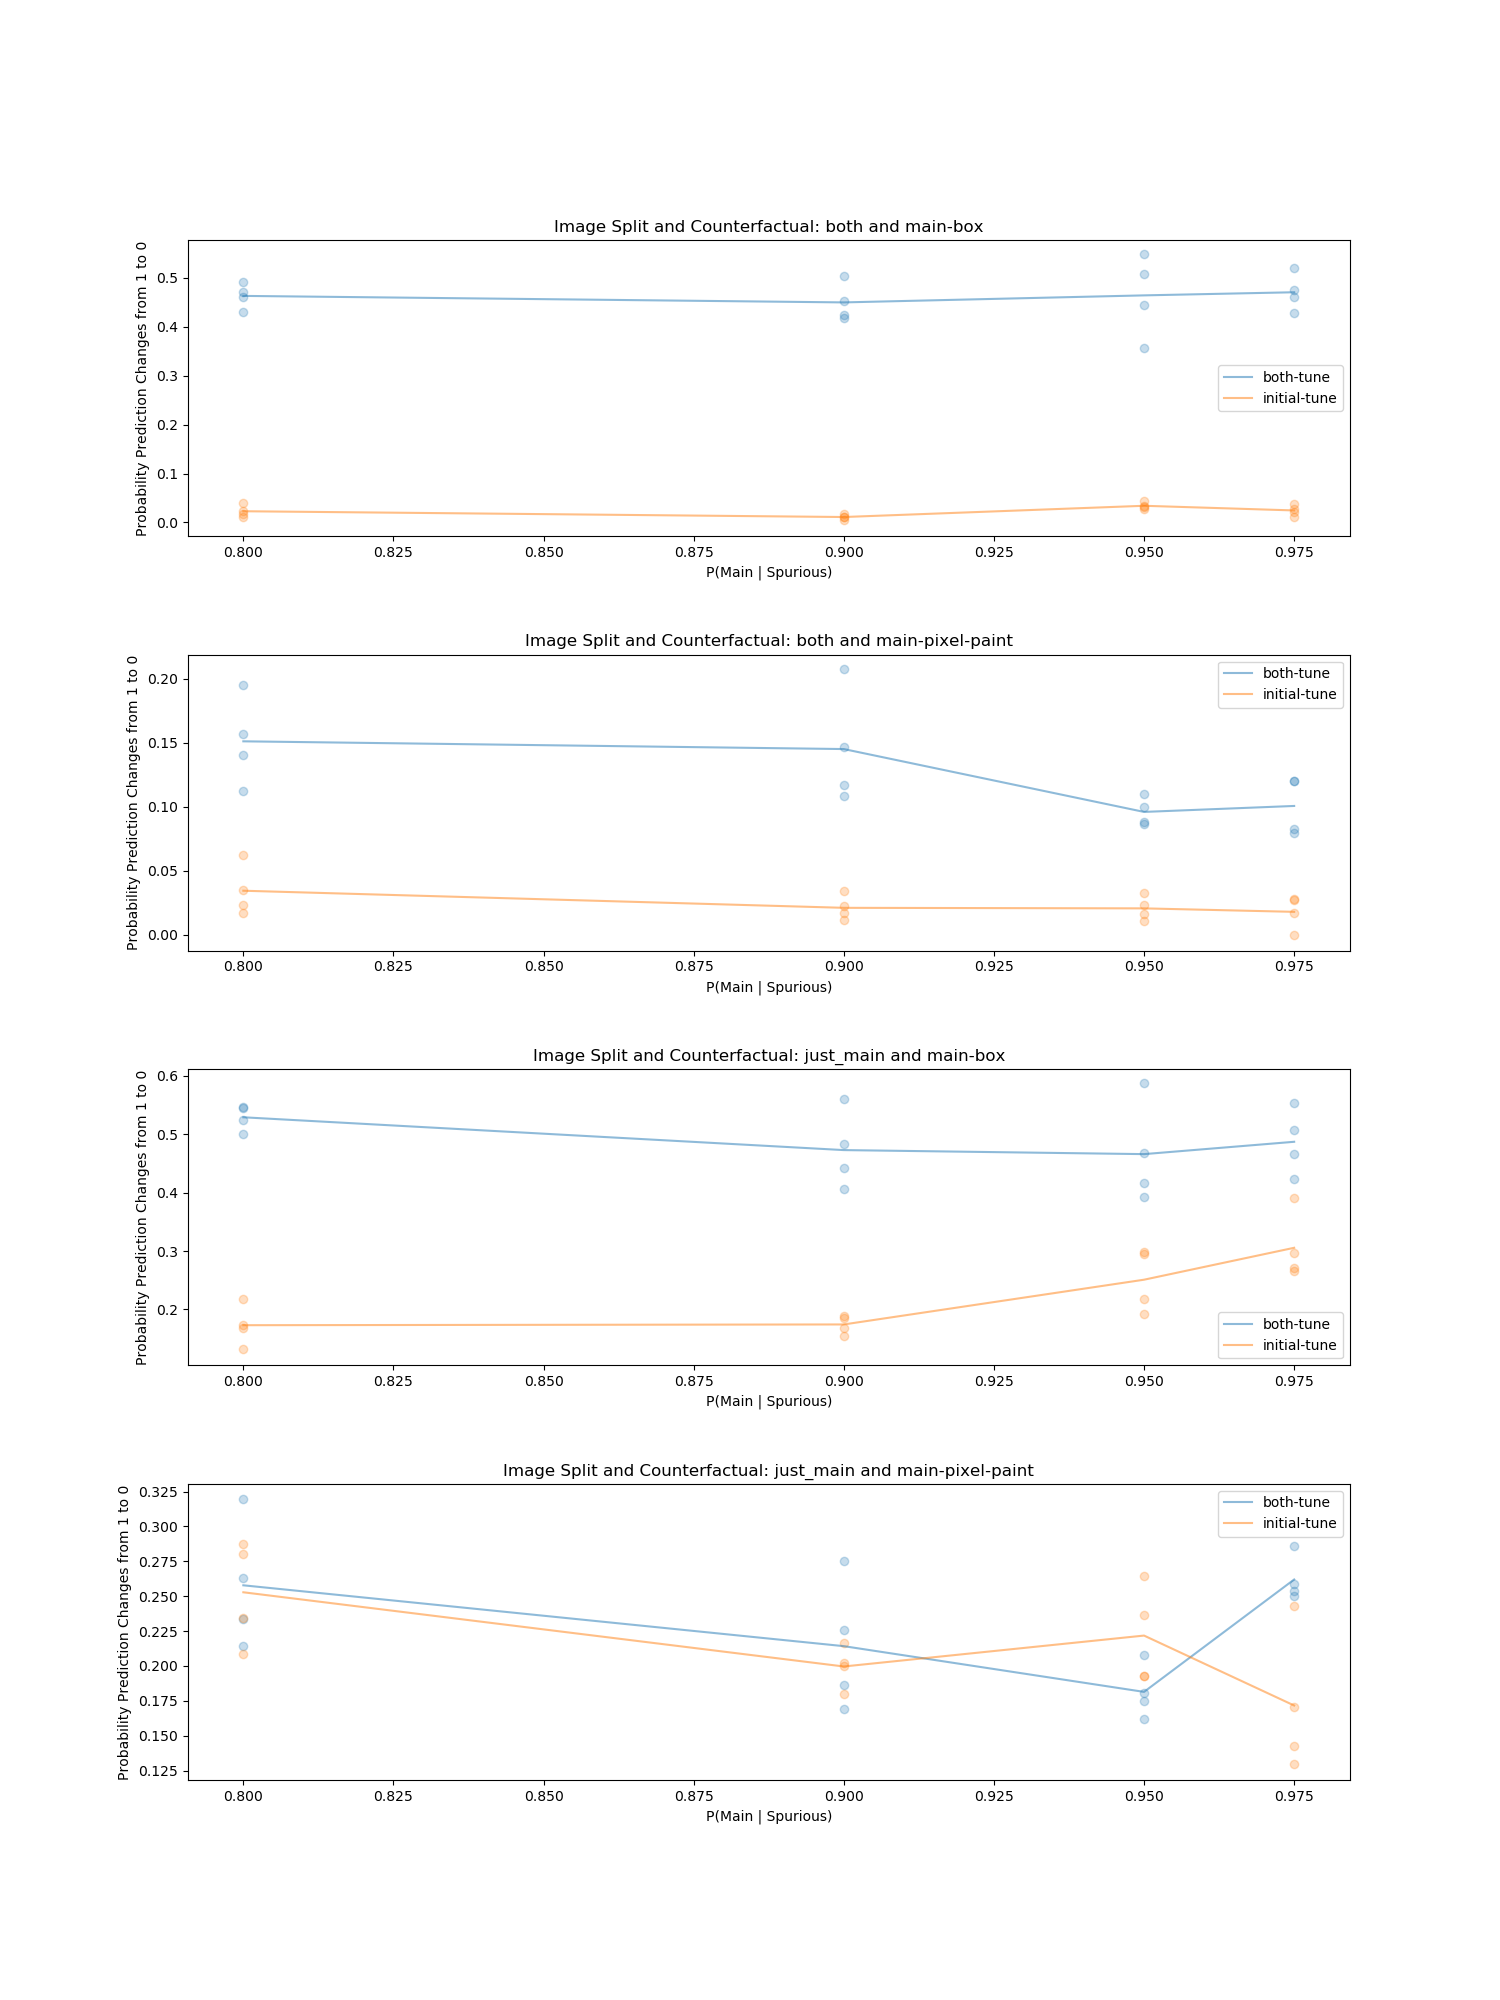 Image Split and Counterfactual: both and main-box
Probability Prediction Changes from 1 to 0
0.5
0.4
0.3
0.2
0.1
0.0
both-tune
initial-tune
0.800 0.825 0.850 0.875 0.900 0.925 0.950 0.975
P(Main | Spurious)
Image Split and Counterfactual: both and main-pixel-paint
Probability Prediction Changes from 1 to 0
0.20
0.15
0.10
0.05
0.00
both-tune
initial-tune
0.800 0.825 0.850 0.875 0.900 0.925 0.950 0.975
P(Main | Spurious)
Image Split and Counterfactual: just_main and main-box
Probability Prediction Changes from 1 to 0
0.6
0.5
0.4
0.3
0.2
both-tune
initial-tune
0.800 0.825 0.850 0.875 0.900 0.925 0.950 0.975
P(Main | Spurious)
Image Split and Counterfactual: just_main and main-pixel-paint
Probability Prediction Changes from 1 to 0
0.325
0.300
0.275
0.250
0.225
0.200
0.175
0.150
0.125
both-tune
initial-tune
0.800 0.825 0.850 0.875 0.900 0.925 0.950 0.975
P(Main | Spurious)